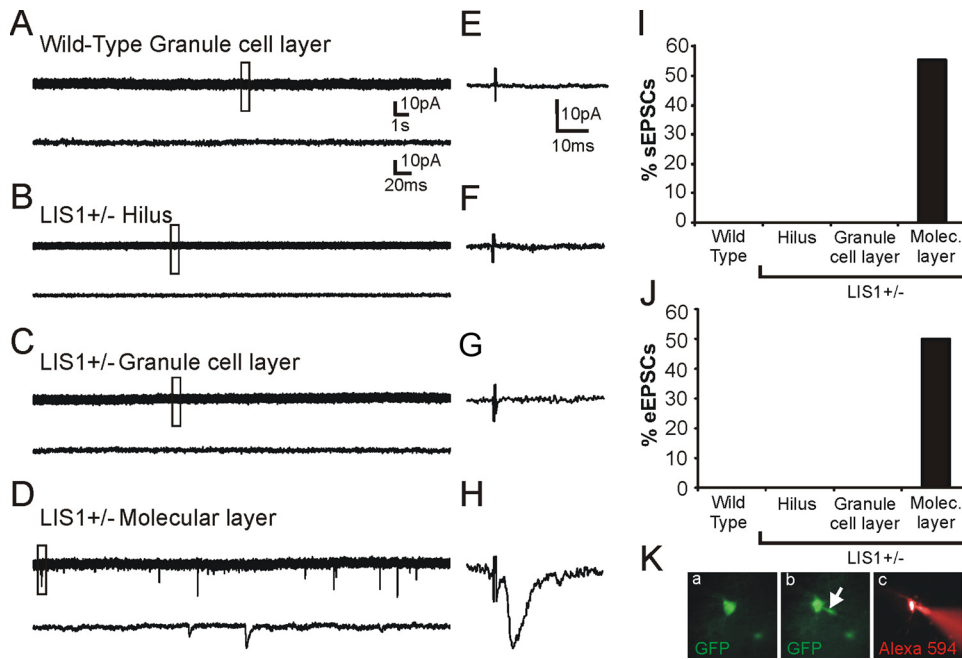 A
Wild-Type Granule cell layer
10pA
1s
10pA
20ms
B
LIS1+/- Hilus
C
LIS1+/- Granule cell layer
D
LIS1+/- Molecular layer
E
10pA
10ms
F
G
H
I
% sEPSCs
60
50
40
30
20
10
0
Wild
Type
Hilus
Granule
cell layer
Molec.
layer
LIS1+/-
J
% eEPSCs
60
50
40
30
20
10
0
Wild
Type
Hilus
Granule
cell layer
Molec.
layer
LIS1+/-
K
a
GFP
b
GFP
c
Alexa 594